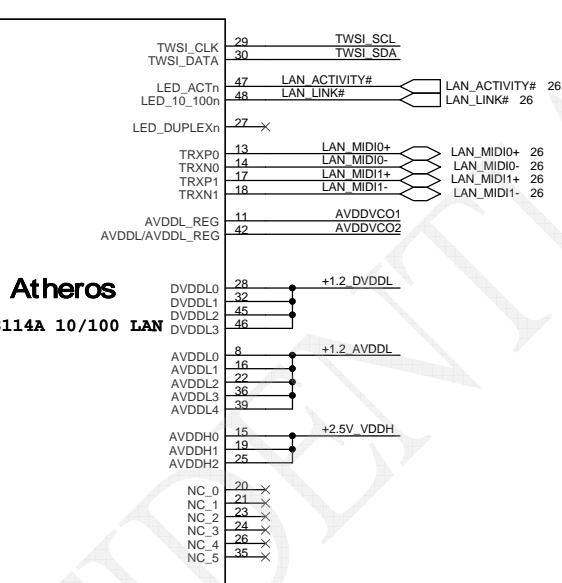 TWSI_CLK 29 TWSI_SCL
TWSI_DATA 30 TWSI_SDA
LED_ACTn 47 LAN_ACTIVITY# LAN_ACTIVITY# 26
LED_10_100n 48 LAN_LINK# LAN_LINK# 26
LED_DUPLEXn 27
TRXP0 13 LAN_MIDI0+ LAN_MIDI0+ 26
TRXN0 14 LAN_MIDI0- LAN_MIDI0- 26
TRXP1 17 LAN_MIDI1+ LAN_MIDI1+ 26
TRXN1 18 LAN_MIDI1- LAN_MIDI1- 26
AVDDL_REG 11 AVDDVCO1
AVDDL/AVDDL_REG 42 AVDDVCO2
Atheros
114A 10/100 LAN
DVDDL0 28 +1.2_DVDDL
DVDDL1 32
DVDDL2 45
DVDDL3 46
AVDDL0 8 +1.2_AVDDL
AVDDL1 16
AVDDL2 22
AVDDL3 36
AVDDL4 39
AVDDH0 15 +2.5V_VDDH
AVDDH1 19
AVDDH2 25
NC_0 20
NC_1 21
NC_2 23
NC_3 24
NC_4 26
NC_5 35